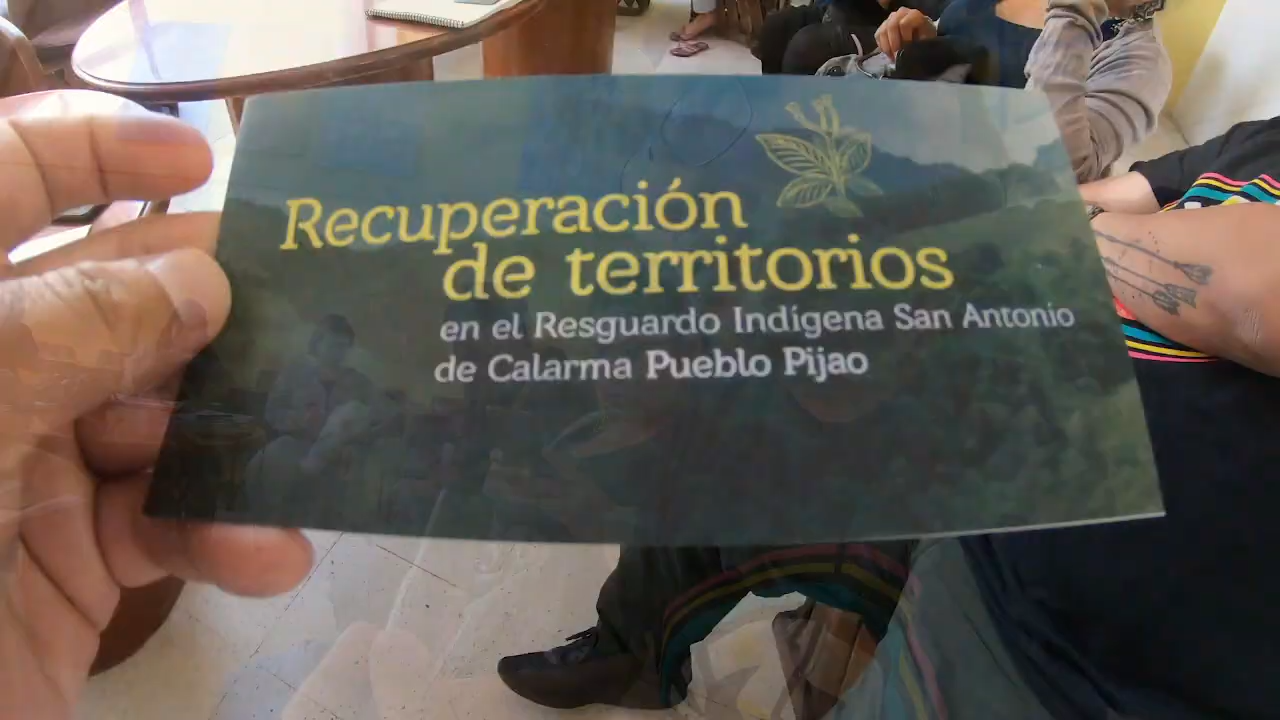 Recuperación
de territorios
en el Resguardo Indígena San Antonio
de Calarma Pueblo Pijao